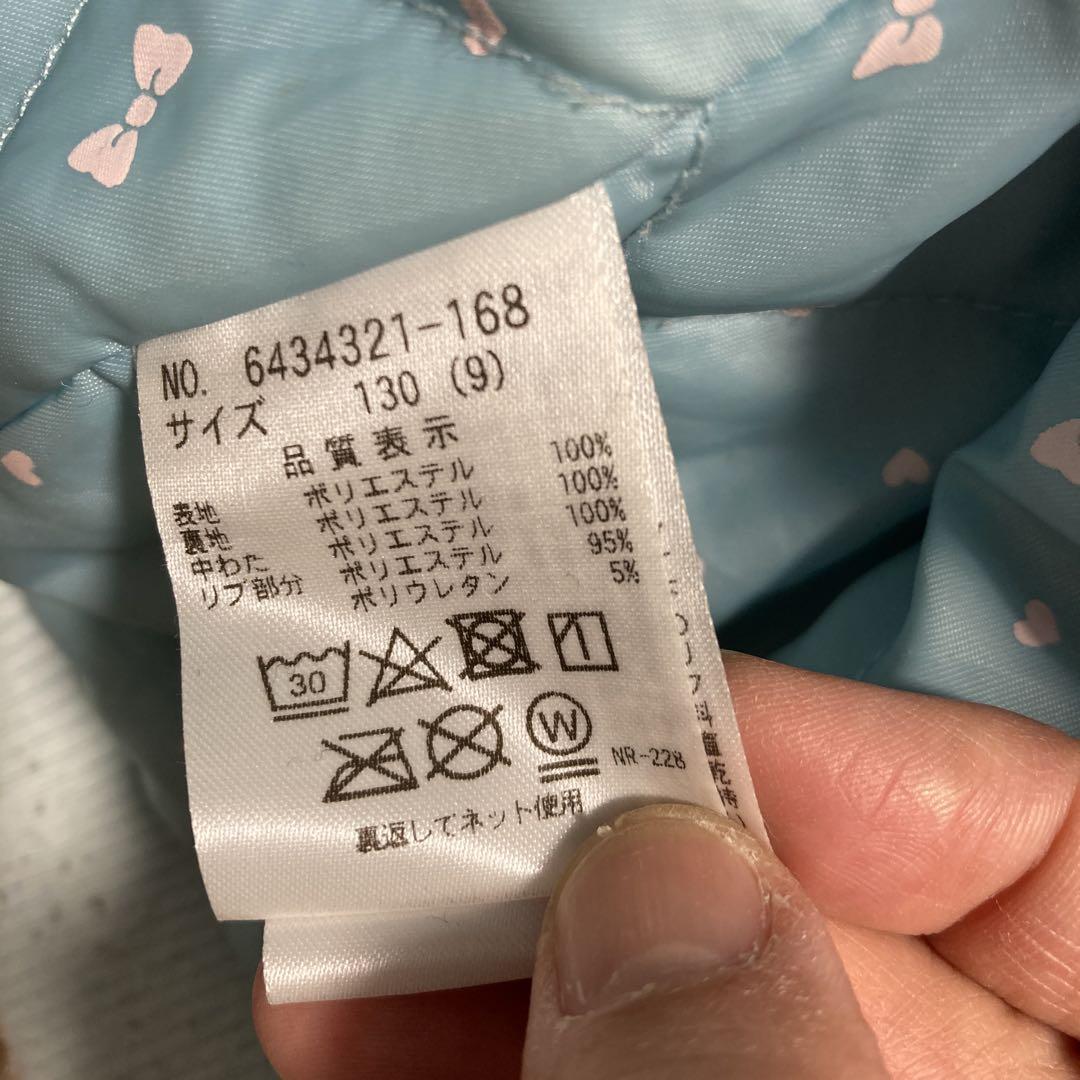 NO. 6434321-168
サイズ 130 (9)
品質表示
表地 ポリエステル 100%
裏地 ポリエステル 100%
中わた ポリエステル 100%
リブ部分 ポリエステル 95%
ポリウレタン 5%
30
W
NR-228
裏返してネット使用